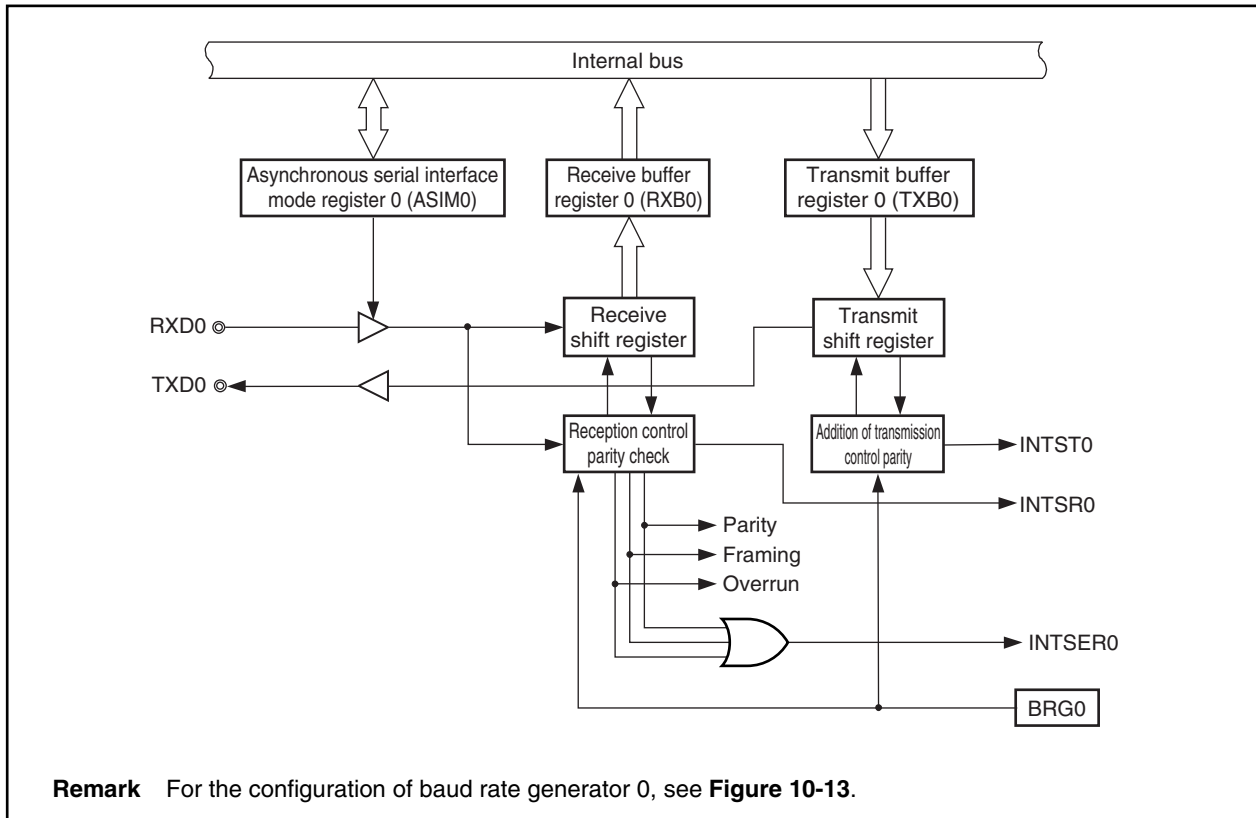 Internal bus
Asynchronous serial interface
mode register 0 (ASIM0)
Receive buffer
register 0 (RXB0)
Transmit buffer
register 0 (TXB0)
RXD0
Receive
shift register
Transmit
shift register
TXD0
Reception control
parity check
Addition of transmission
control parity
INTST0
INTSR0
Parity
Framing
Overrun
INTSER0
BRG0
Remark For the configuration of baud rate generator 0, see Figure 10-13.